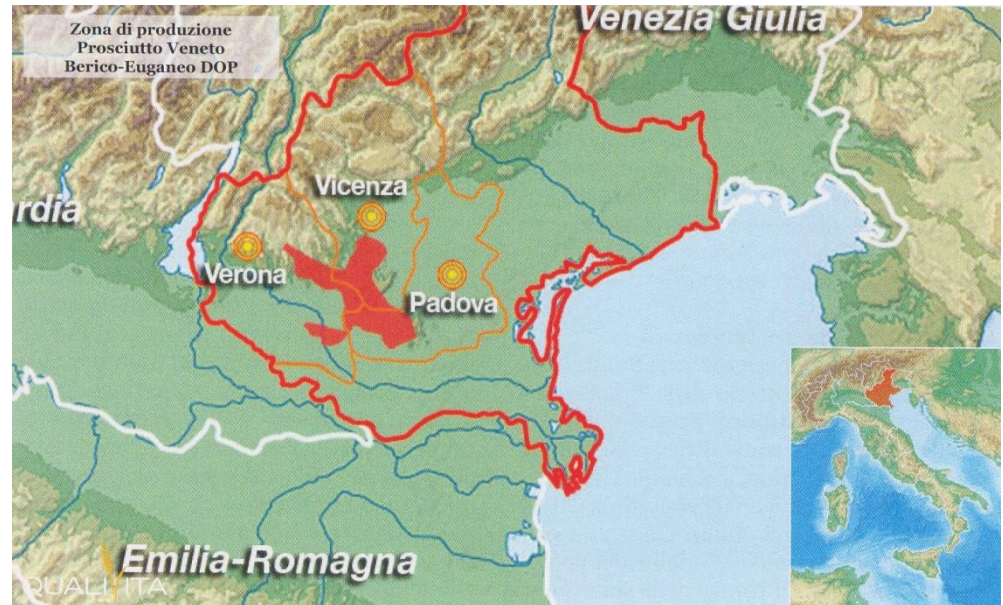 Zona di produzione
Prosciutto Veneto
Berico-Euganeo DOP
Venezia Giulia
rdia
Vicenza
Verona
Padova
Emilia-Romagna
QUALIVITA